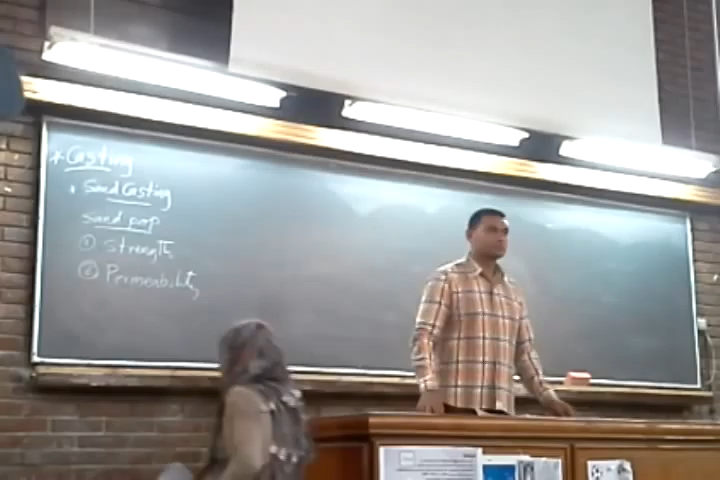 * Casting
• Sand Casting
Sand prop
① Strength
② Permeability